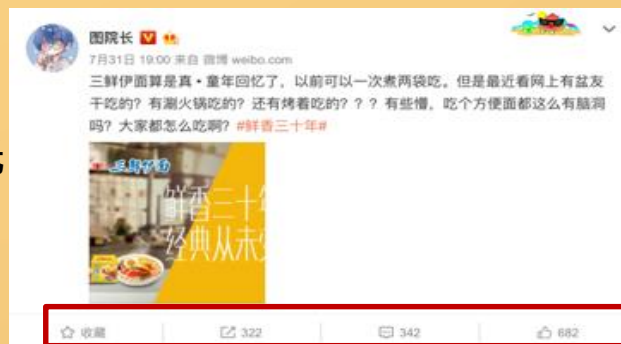 图院长
7月31日 19:00 来自 微博 weibo.com
三鲜伊面算是真•童年回忆了，以前可以一次煮两袋吃。但是最近看网上有盆友
干吃的？有涮火锅吃的？还有烤着吃的？？？有些懵，吃个方便面都这么有脑洞
吗？大家都怎么吃啊？#鲜香三十年#
三鲜伊面
鲜香三十年
经典从未
收藏 322 342 682